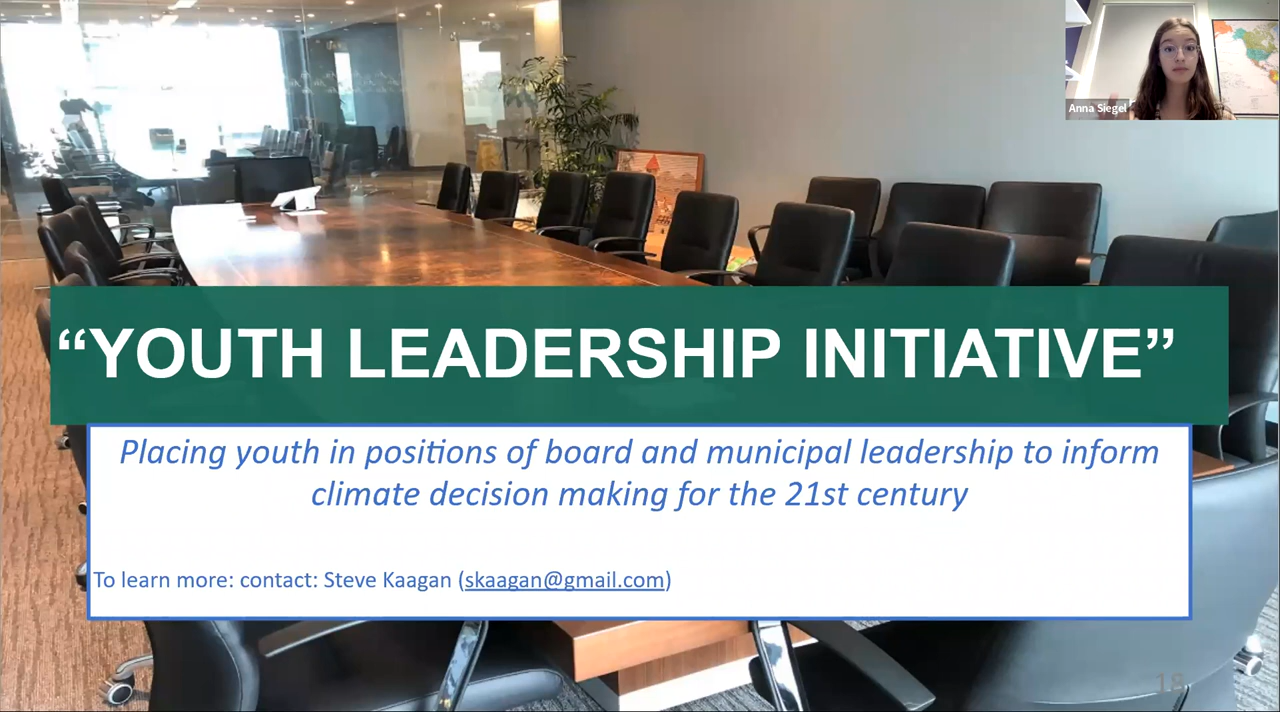 Anna Siegel
“YOUTH LEADERSHIP INITIATIVE”
Placing youth in positions of board and municipal leadership to inform
climate decision making for the 21st century
To learn more: contact: Steve Kaagan (skaagan@gmail.com)
18